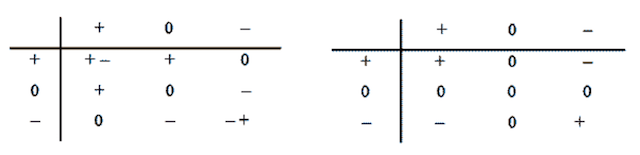 + 0 – + 0 –
+ + – + 0 + + 0 –
0 + 0 – 0 0 0 0
– 0 – – + – – 0 +